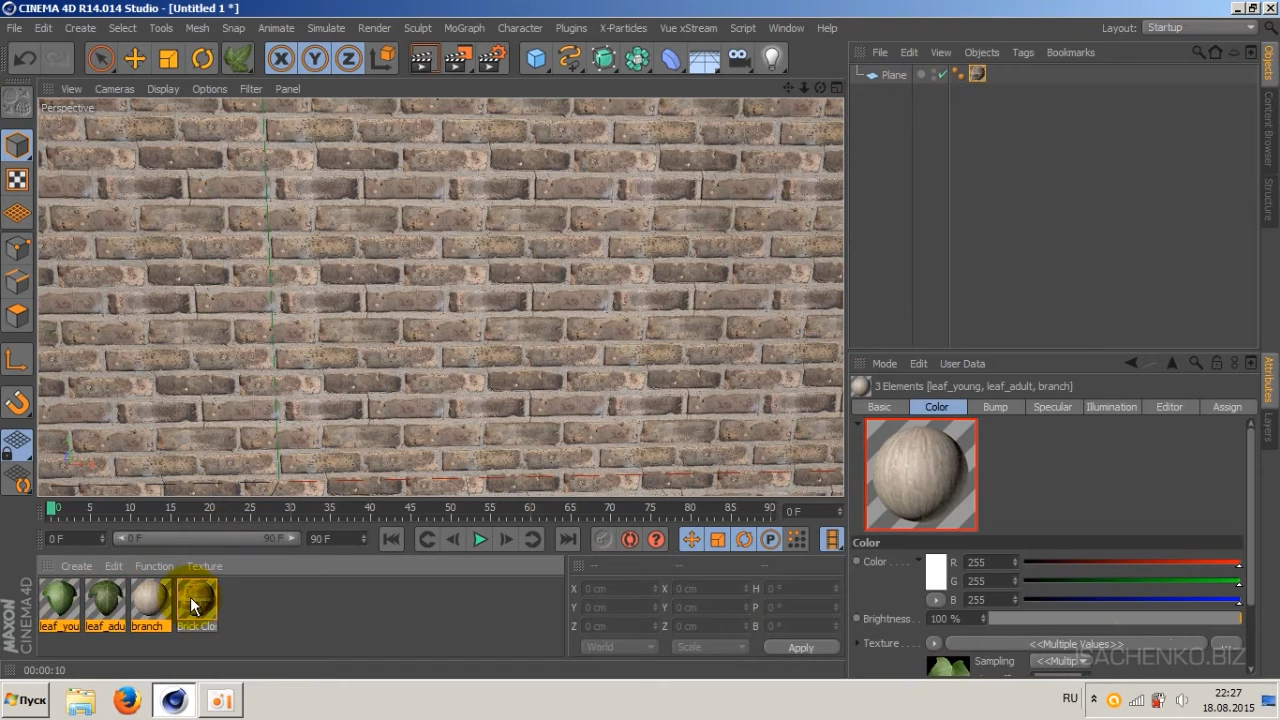 CINEMA 4D R14.014 Studio - [Untitled 1 *]
File Edit Create Select Tools Mesh Snap Animate Simulate Render Sculpt MoGraph Character Plugins X-Particles Vue xStream Script Window Help Layout: Startup
File Edit View Objects Tags Bookmarks
View Cameras Display Options Filter Panel
Perspective
Plane
Objects
Content Browser
Structure
Mode Edit User Data
3 Elements [leaf_young, leaf_adult, branch]
Basic Color Bump Specular Illumination Editor Assign
Attributes
Layers
0 5 10 15 20 25 30 35 40 45 50 55 60 65 70 75 80 85 90 0 F
0 F 0 F 90 F 90 F
Color
Color . . . . R 255
G 255
B 255
Brightness . . 100 %
Texture . . . . <<Multiple Values>> ...
Sampling <<Multip
Create Edit Function Texture
leaf_you leaf_adu branch Brick Clos
-- -- --
X 0 cm X 0 cm H 0 °
Y 0 cm Y 0 cm P 0 °
Z 0 cm Z 0 cm B 0 °
World Scale Apply
MAXON CINEMA 4D
00:00:10
ISACHENKO.BIZ
Пуск RU 22:27
18.08.2015